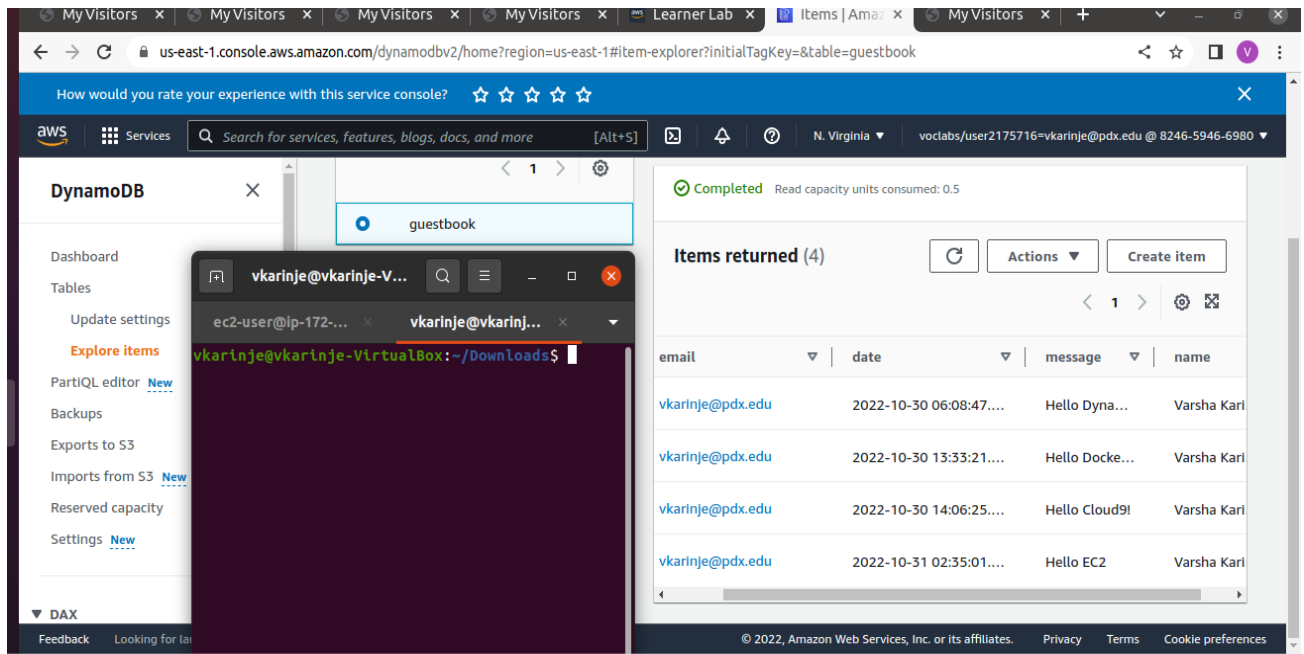 My Visitors × My Visitors × My Visitors × My Visitors × Learner Lab × Items | Amaz × My Visitors × +
us-east-1.console.aws.amazon.com/dynamodbv2/home?region=us-east-1#item-explorer?initialTagKey=&table=guestbook V
How would you rate your experience with this service console?
aws Services Search for services, features, blogs, docs, and more [Alt+S] N. Virginia ▼ voclabs/user2175716=vkarinje@pdx.edu @ 8246-5946-6980 ▼
DynamoDB
Dashboard
Tables
Update settings
Explore items
PartiQL editor New
Backups
Exports to S3
Imports from S3 New
Reserved capacity
Settings New
▼ DAX
< 1 >
guestbook
vkarinje@vkarinje-V...
ec2-user@ip-172-... × vkarinje@vkarinj... ×
vkarinje@vkarinje-VirtualBox:~/Downloads$
Completed Read capacity units consumed: 0.5
Items returned (4) Actions ▼ Create item
< 1 >
email date message name
vkarinje@pdx.edu 2022-10-30 06:08:47.... Hello Dyna... Varsha Kari
vkarinje@pdx.edu 2022-10-30 13:33:21.... Hello Docke... Varsha Kari
vkarinje@pdx.edu 2022-10-30 14:06:25.... Hello Cloud9! Varsha Kari
vkarinje@pdx.edu 2022-10-31 02:35:01.... Hello EC2 Varsha Kari
Feedback Looking for la © 2022, Amazon Web Services, Inc. or its affiliates. Privacy Terms Cookie preferences